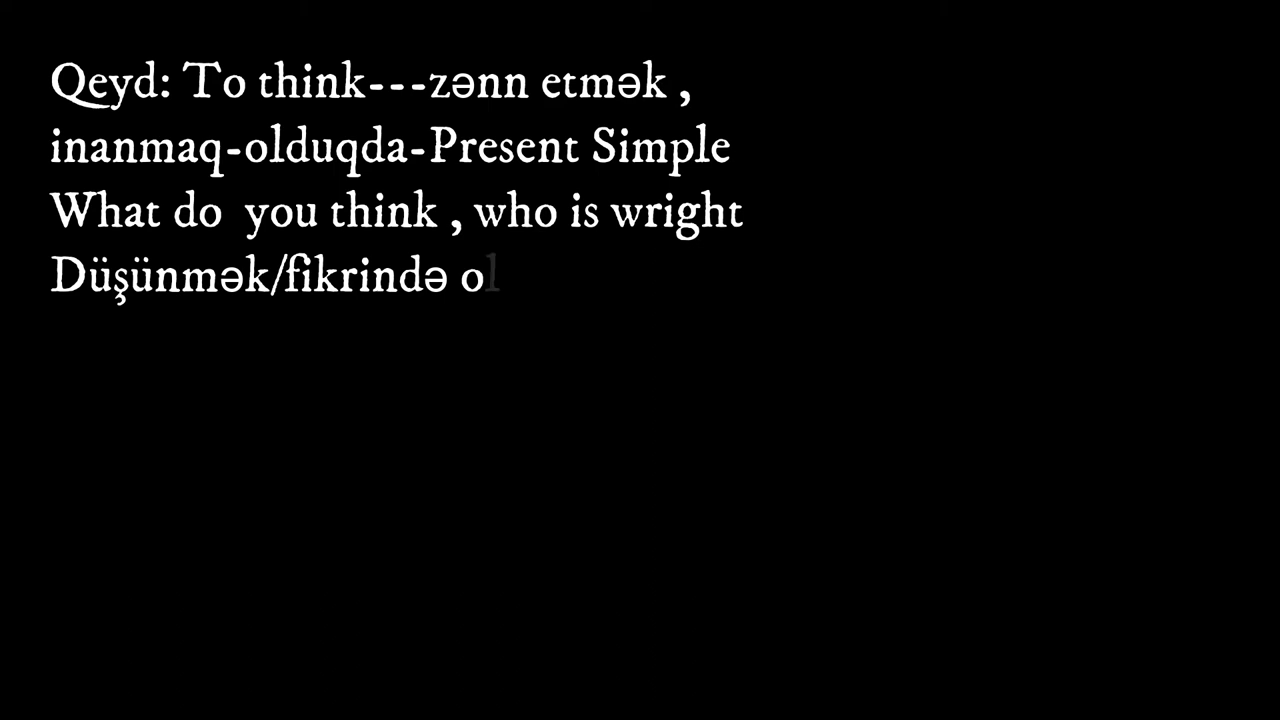 Qeyd: To think---zənn etmək ,
inanmaq-olduqda-Present Simple
What do  you think , who is wright
Düşünmək/fikrində ol